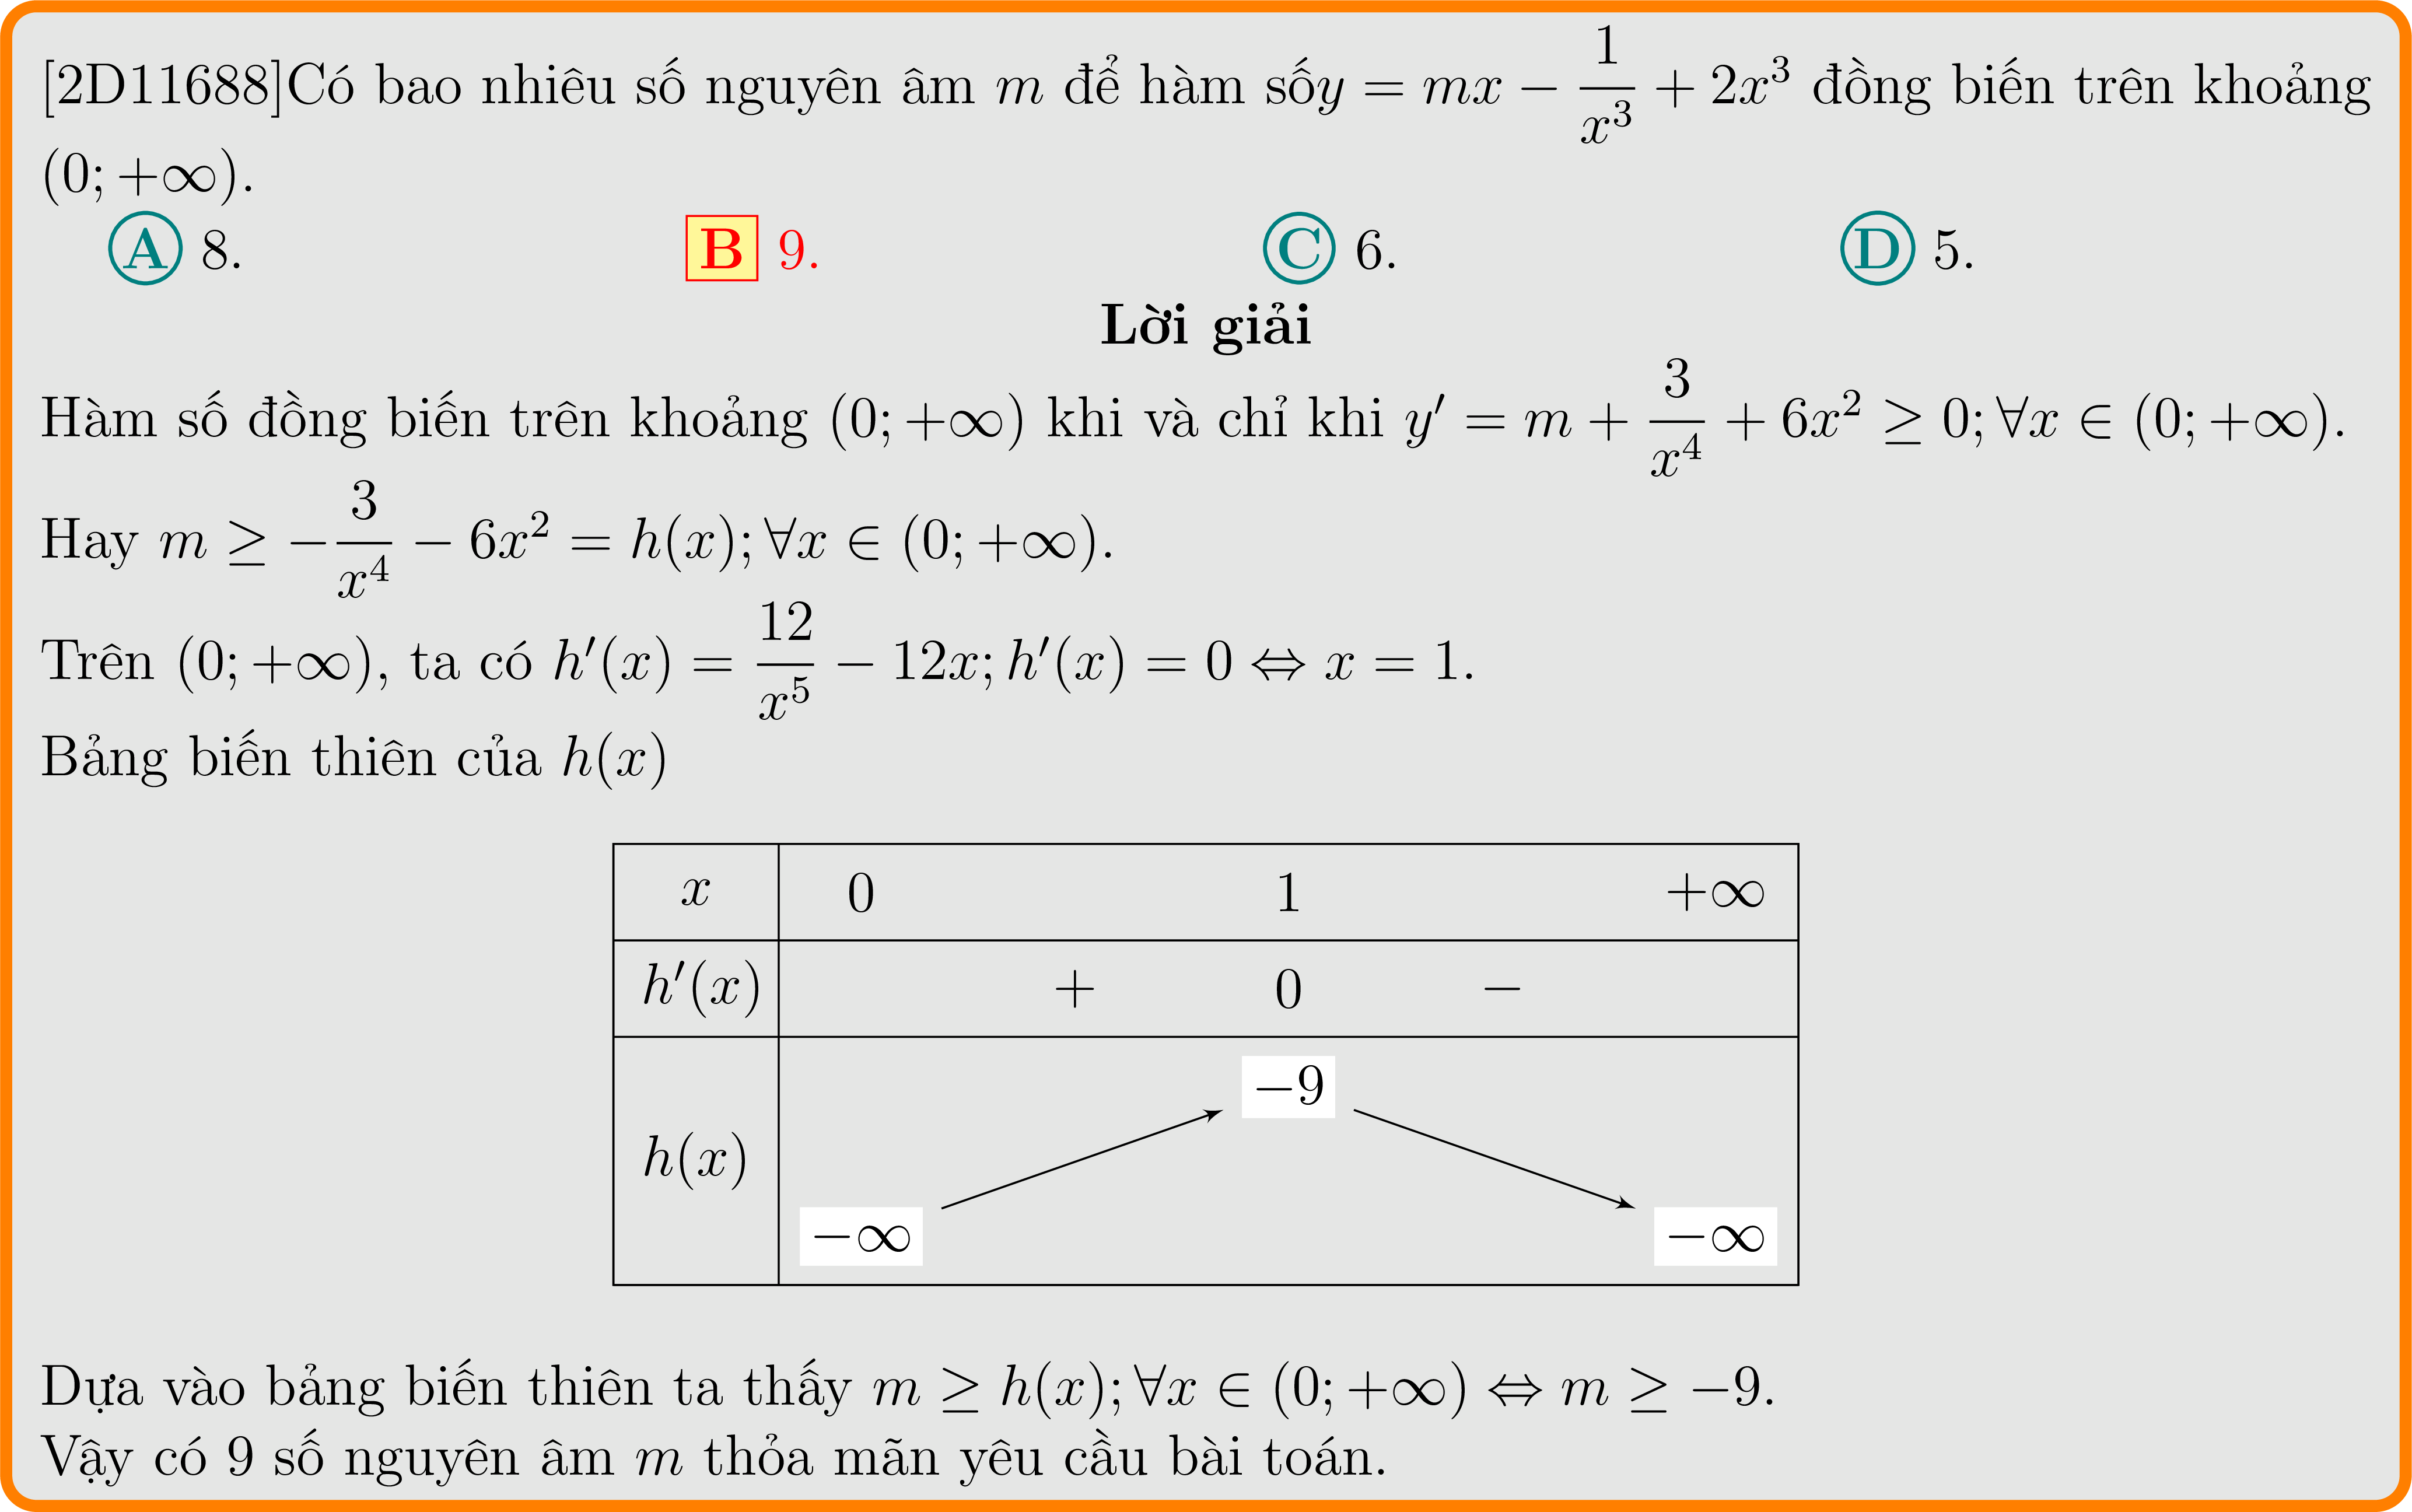 [2D11688]Có bao nhiêu số nguyên âm $m$ để hàm số$y = mx - \dfrac{1}{x^3} + 2x^3$ đồng biến trên khoảng
$(0; +\infty)$.
A 8. B 9. C 6. D 5.
Lời giải
Hàm số đồng biến trên khoảng $(0; +\infty)$ khi và chỉ khi $y' = m + \dfrac{3}{x^4} + 6x^2 \geq 0; \forall x \in (0; +\infty)$.
Hay $m \geq -\dfrac{3}{x^4} - 6x^2 = h(x); \forall x \in (0; +\infty)$.
Trên $(0; +\infty)$, ta có $h'(x) = \dfrac{12}{x^5} - 12x; h'(x) = 0 \Leftrightarrow x = 1$.
Bảng biến thiên của $h(x)$
$x$ 0 1 $+\infty$
$h'(x)$ + 0 −
$h(x)$ $-\infty$ −9 $-\infty$
Dựa vào bảng biến thiên ta thấy $m \geq h(x); \forall x \in (0; +\infty) \Leftrightarrow m \geq -9$.
Vậy có 9 số nguyên âm $m$ thỏa mãn yêu cầu bài toán.